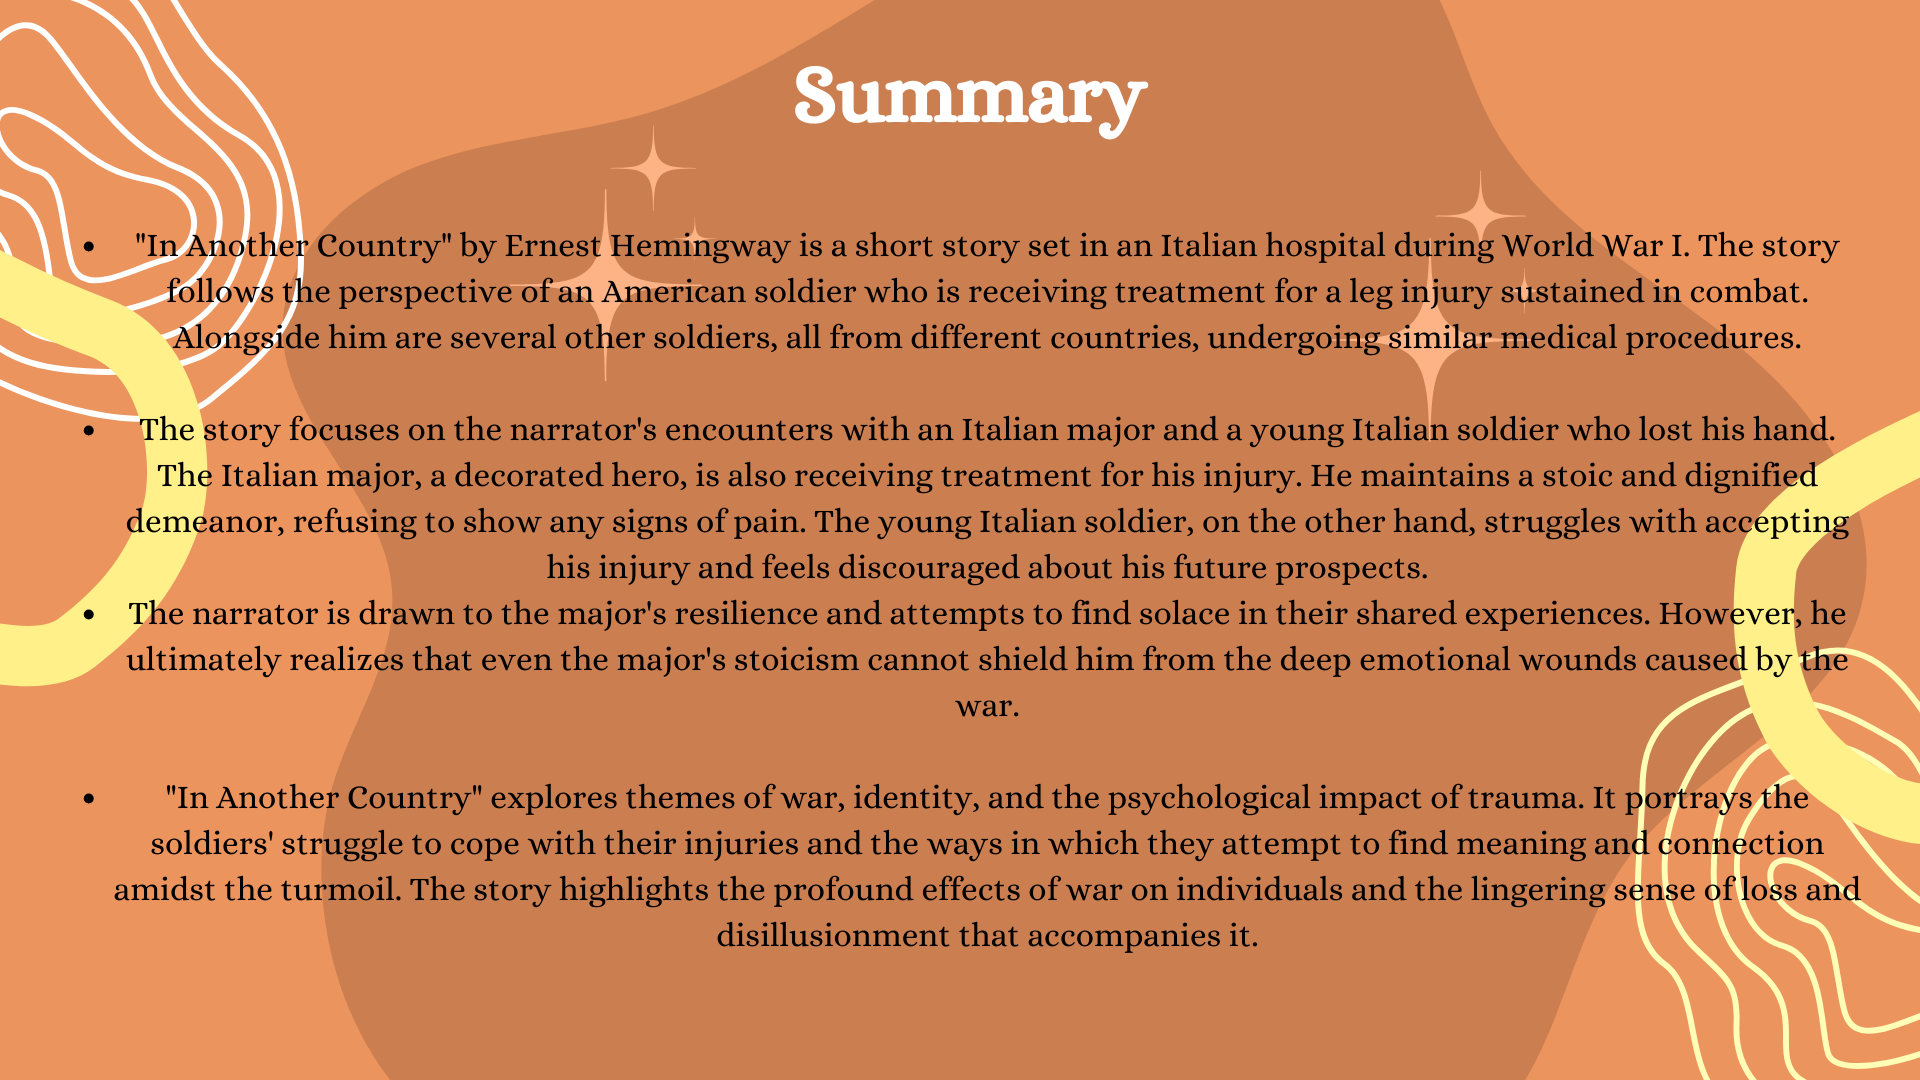 Summary
• "In Another Country" by Ernest Hemingway is a short story set in an Italian hospital during World War I. The story
follows the perspective of an American soldier who is receiving treatment for a leg injury sustained in combat.
Alongside him are several other soldiers, all from different countries, undergoing similar medical procedures.
• The story focuses on the narrator's encounters with an Italian major and a young Italian soldier who lost his hand.
The Italian major, a decorated hero, is also receiving treatment for his injury. He maintains a stoic and dignified
demeanor, refusing to show any signs of pain. The young Italian soldier, on the other hand, struggles with accepting
his injury and feels discouraged about his future prospects.
• The narrator is drawn to the major's resilience and attempts to find solace in their shared experiences. However, he
ultimately realizes that even the major's stoicism cannot shield him from the deep emotional wounds caused by the
war.
• "In Another Country" explores themes of war, identity, and the psychological impact of trauma. It portrays the
soldiers' struggle to cope with their injuries and the ways in which they attempt to find meaning and connection
amidst the turmoil. The story highlights the profound effects of war on individuals and the lingering sense of loss and
disillusionment that accompanies it.